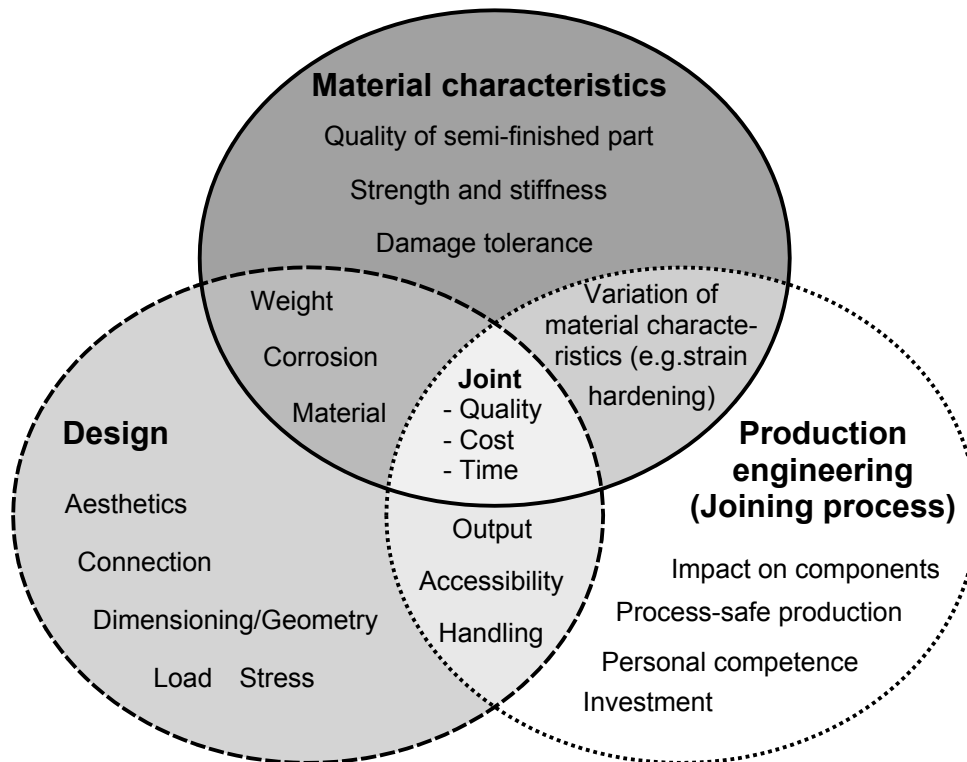 Material characteristics
Quality of semi-finished part
Strength and stiffness
Damage tolerance
Weight
Corrosion
Material
Variation of
material characte-
ristics (e.g.strain
hardening)
Joint
- Quality
- Cost
- Time
Design
Aesthetics
Connection
Dimensioning/Geometry
Load Stress
Output
Accessibility
Handling
Production
engineering
(Joining process)
Impact on components
Process-safe production
Personal competence
Investment